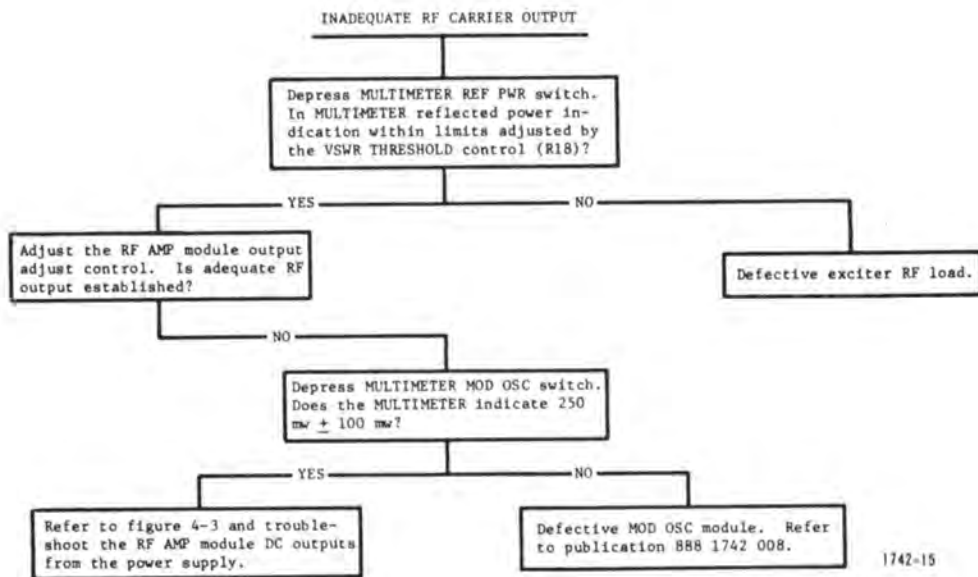 INADEQUATE RF CARRIER OUTPUT
Depress MULTIMETER REF PWR switch.
In MULTIMETER reflected power in-
dication within limits adjusted by
the VSWR THRESHOLD control (R18)?
YES
NO
Adjust the RF AMP module output
adjust control. Is adequate RF
output established?
Defective exciter RF load.
NO
Depress MULTIMETER MOD OSC switch.
Does the MULTIMETER indicate 250
mw ± 100 mw?
YES
NO
Refer to figure 4-3 and trouble-
shoot the RF AMP module DC outputs
from the power supply.
Defective MOD OSC module. Refer
to publication 888 1742 008.
1742-15